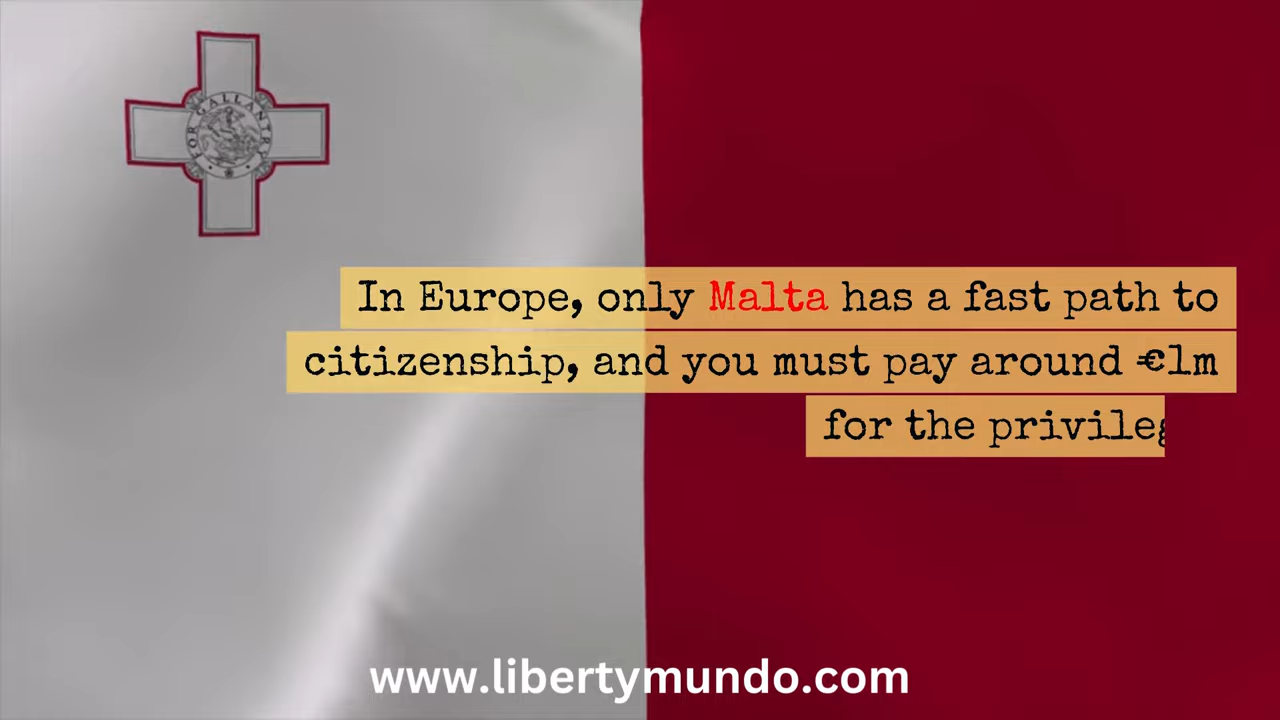 FOR GALLANTRY
In Europe, only Malta has a fast path to
citizenship, and you must pay around €1m
for the privileg
www.libertymundo.com